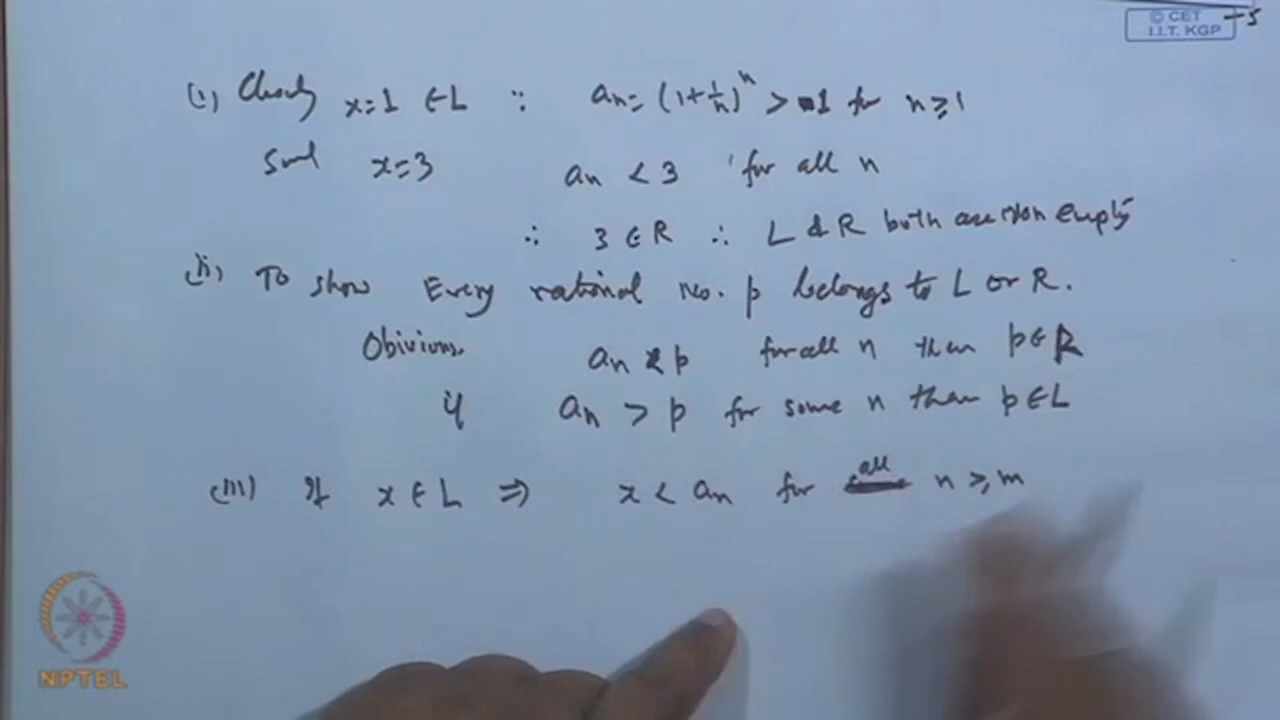 © CET
I.I.T. KGP
(i) Clearly x=1 ∈ L ∵ an = (1+1/n)^n > 1 for n ≥ 1
x=3 an < 3 for all n
∴ 3 ∈ R ∴ L & R both are non empty
(ii) To show Every rational No. p belongs to L or R.
an < p for all n then p ∈ R
if an > p for some n then p ∈ L
(iii) If x ∈ L ⇒ x < an for all n ≥ m
NPTEL